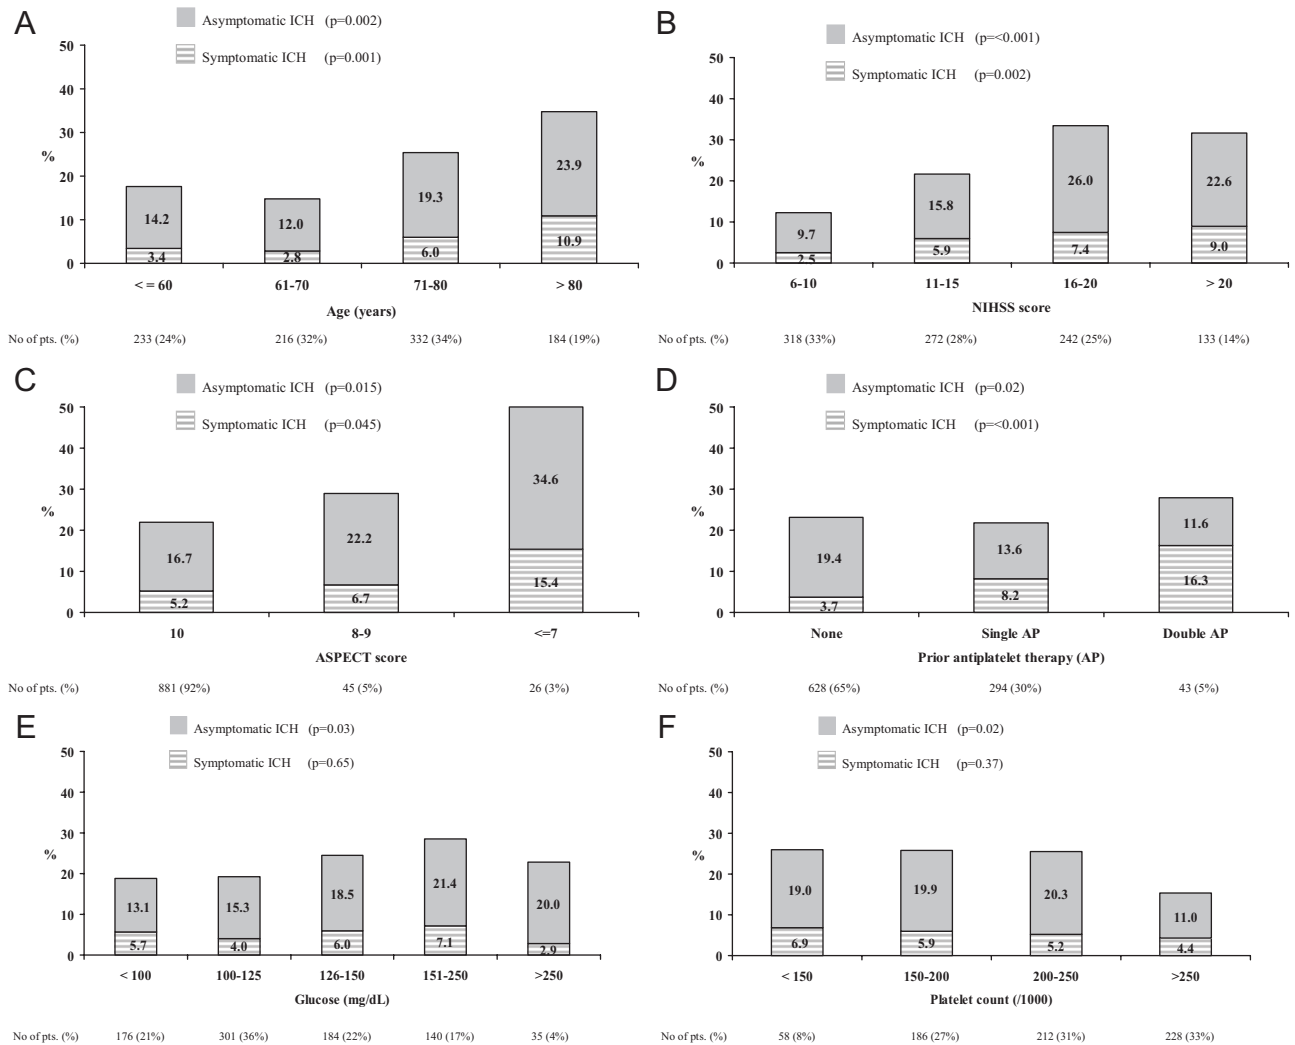 A
Asymptomatic ICH (p=0.002)
Symptomatic ICH (p=0.001)
50
40
30
20
10
0
%
14.2
3.4
12.0
2.8
19.3
6.0
23.9
10.9
< = 60 61-70 71-80 > 80
Age (years)
No of pts. (%) 233 (24%) 216 (32%) 332 (34%) 184 (19%)
B
Asymptomatic ICH (p=<0.001)
Symptomatic ICH (p=0.002)
50
40
30
20
10
0
%
9.7
2.5
15.8
5.9
26.0
7.4
22.6
9.0
6-10 11-15 16-20 > 20
NIHSS score
No of pts. (%) 318 (33%) 272 (28%) 242 (25%) 133 (14%)
C
Asymptomatic ICH (p=0.015)
Symptomatic ICH (p=0.045)
50
40
30
20
10
0
%
16.7
5.2
22.2
6.7
34.6
15.4
10 8-9 <=7
ASPECT score
No of pts. (%) 881 (92%) 45 (5%) 26 (3%)
D
Asymptomatic ICH (p=0.02)
Symptomatic ICH (p=<0.001)
50
40
30
20
10
0
%
19.4
3.7
13.6
8.2
11.6
16.3
None Single AP Double AP
Prior antiplatelet therapy (AP)
No of pts. (%) 628 (65%) 294 (30%) 43 (5%)
E
Asymptomatic ICH (p=0.03)
Symptomatic ICH (p=0.65)
50
40
30
20
10
0
%
13.1
5.7
15.3
4.0
18.5
6.0
21.4
7.1
20.0
2.9
< 100 100-125 126-150 151-250 >250
Glucose (mg/dL)
No of pts. (%) 176 (21%) 301 (36%) 184 (22%) 140 (17%) 35 (4%)
F
Asymptomatic ICH (p=0.02)
Symptomatic ICH (p=0.37)
50
40
30
20
10
0
%
19.0
6.9
19.9
5.9
20.3
5.2
11.0
4.4
< 150 150-200 200-250 >250
Platelet count (/1000)
No of pts. (%) 58 (8%) 186 (27%) 212 (31%) 228 (33%)